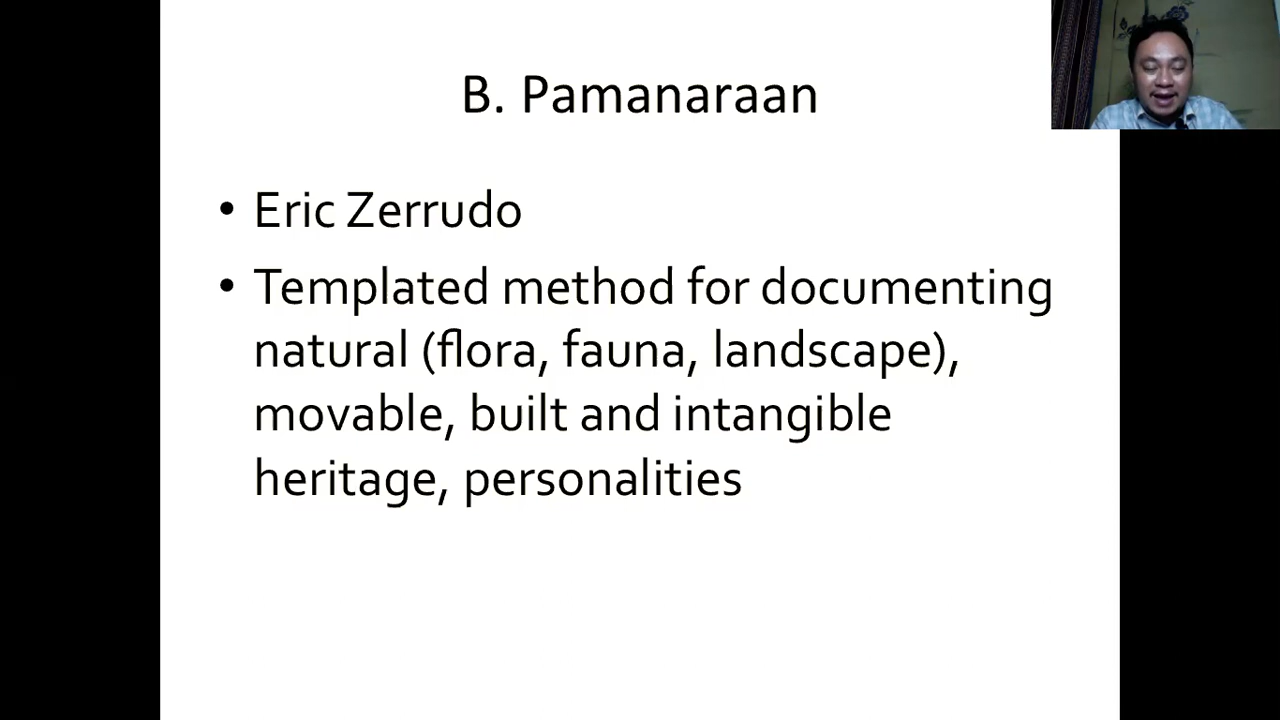 B. Pamanaraan
• Eric Zerrudo
• Templated method for documenting
natural (flora, fauna, landscape),
movable, built and intangible
heritage, personalities